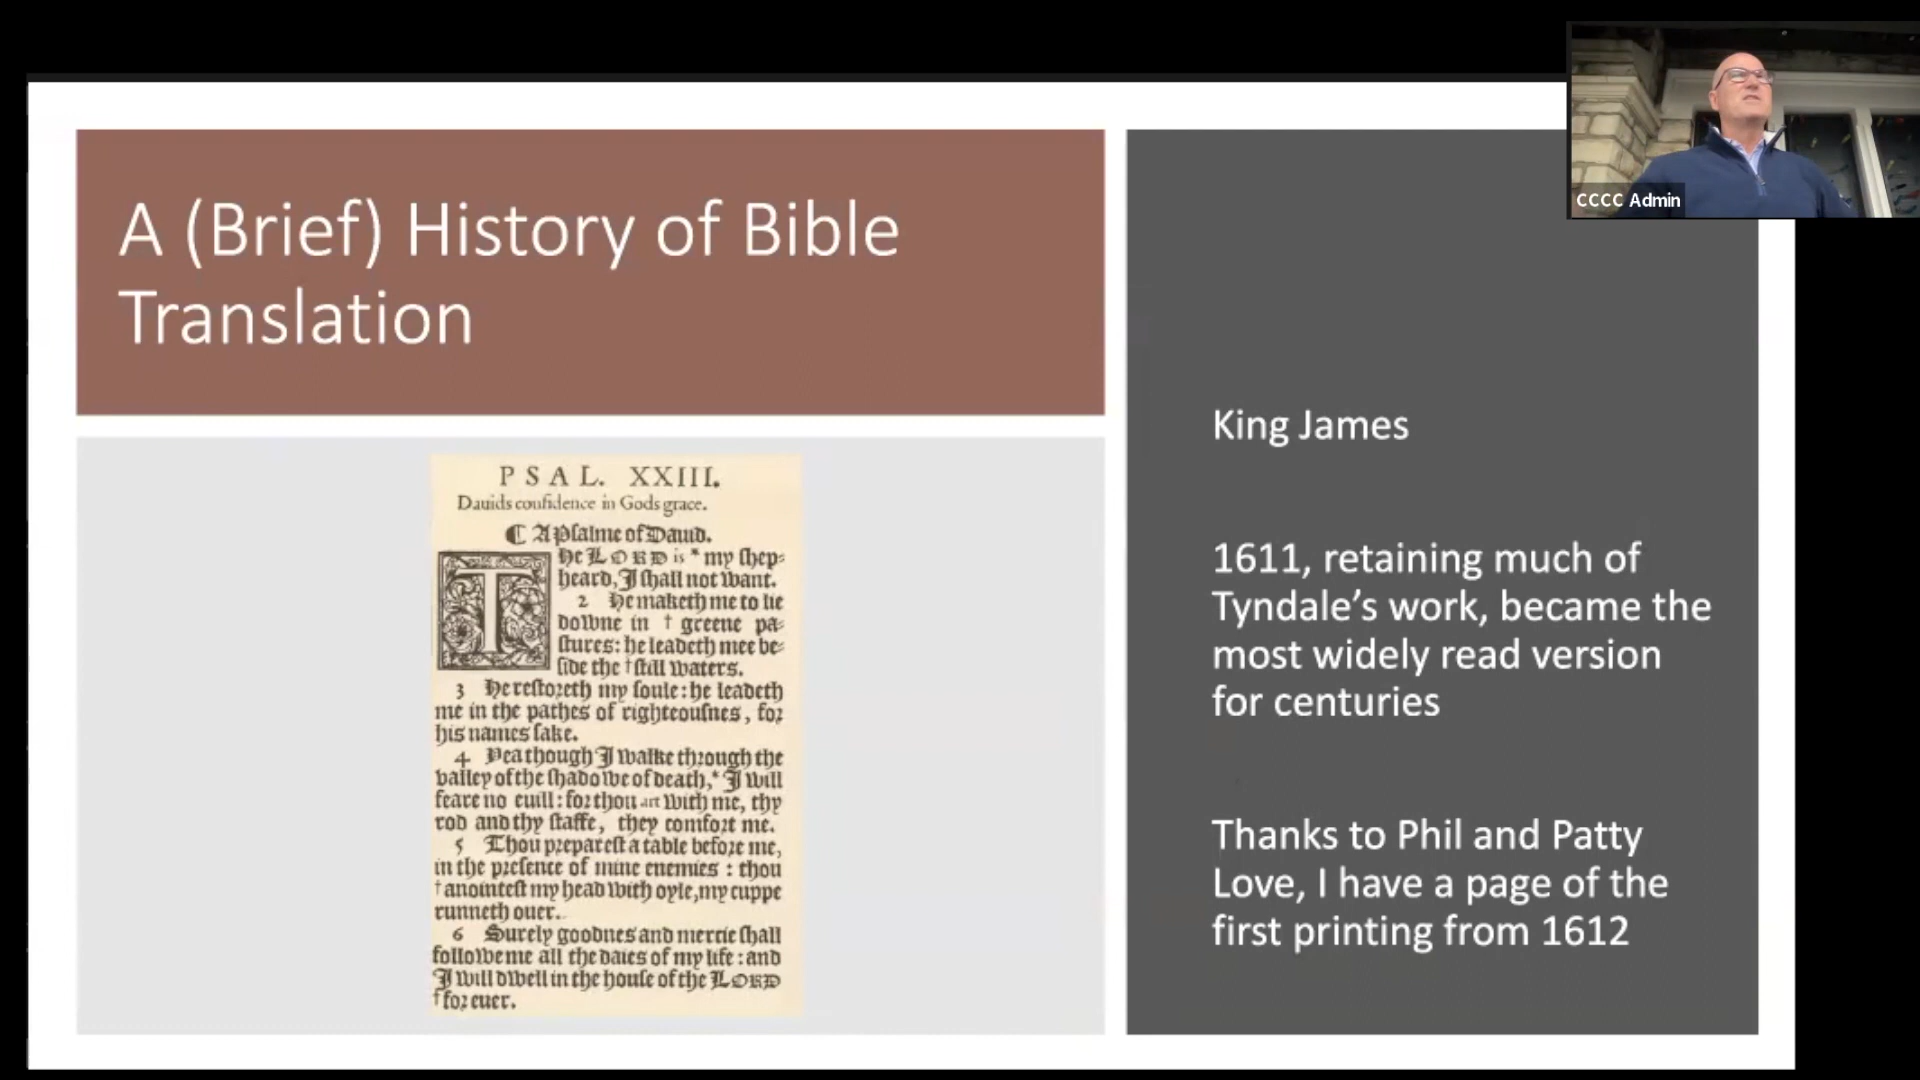 CCCC Admin
A (Brief) History of Bible
Translation
PSAL. XXIII.
Dauids confidence in Gods grace.
¶ A Pſalme of Dauid.
THe LORD is * my ſhep-
heard, I ſhall not want.
2 He maketh me to lie
downe in † greene pa-
ſtures: he leadeth mee be-
ſide the † ſtill waters.
3 He reſtoreth my ſoule: he leadeth
me in the pathes of righteouſnes, for
his names ſake.
4 Yea though I walke through the
valley of the ſhadowe of death,* I will
feare no euill: for thou art with me, thy
rod and thy ſtaffe, they comfort me.
5 Thou prepareſt a table before me,
in the preſence of mine enemies : thou
† anointeſt my head with oyle, my cuppe
runneth ouer.
6 Surely goodnes and mercie ſhall
followe me all the daies of my life : and
I will dwell in the houſe of the LORD
† for euer.
King James
1611, retaining much of
Tyndale’s work, became the
most widely read version
for centuries
Thanks to Phil and Patty
Love, I have a page of the
first printing from 1612